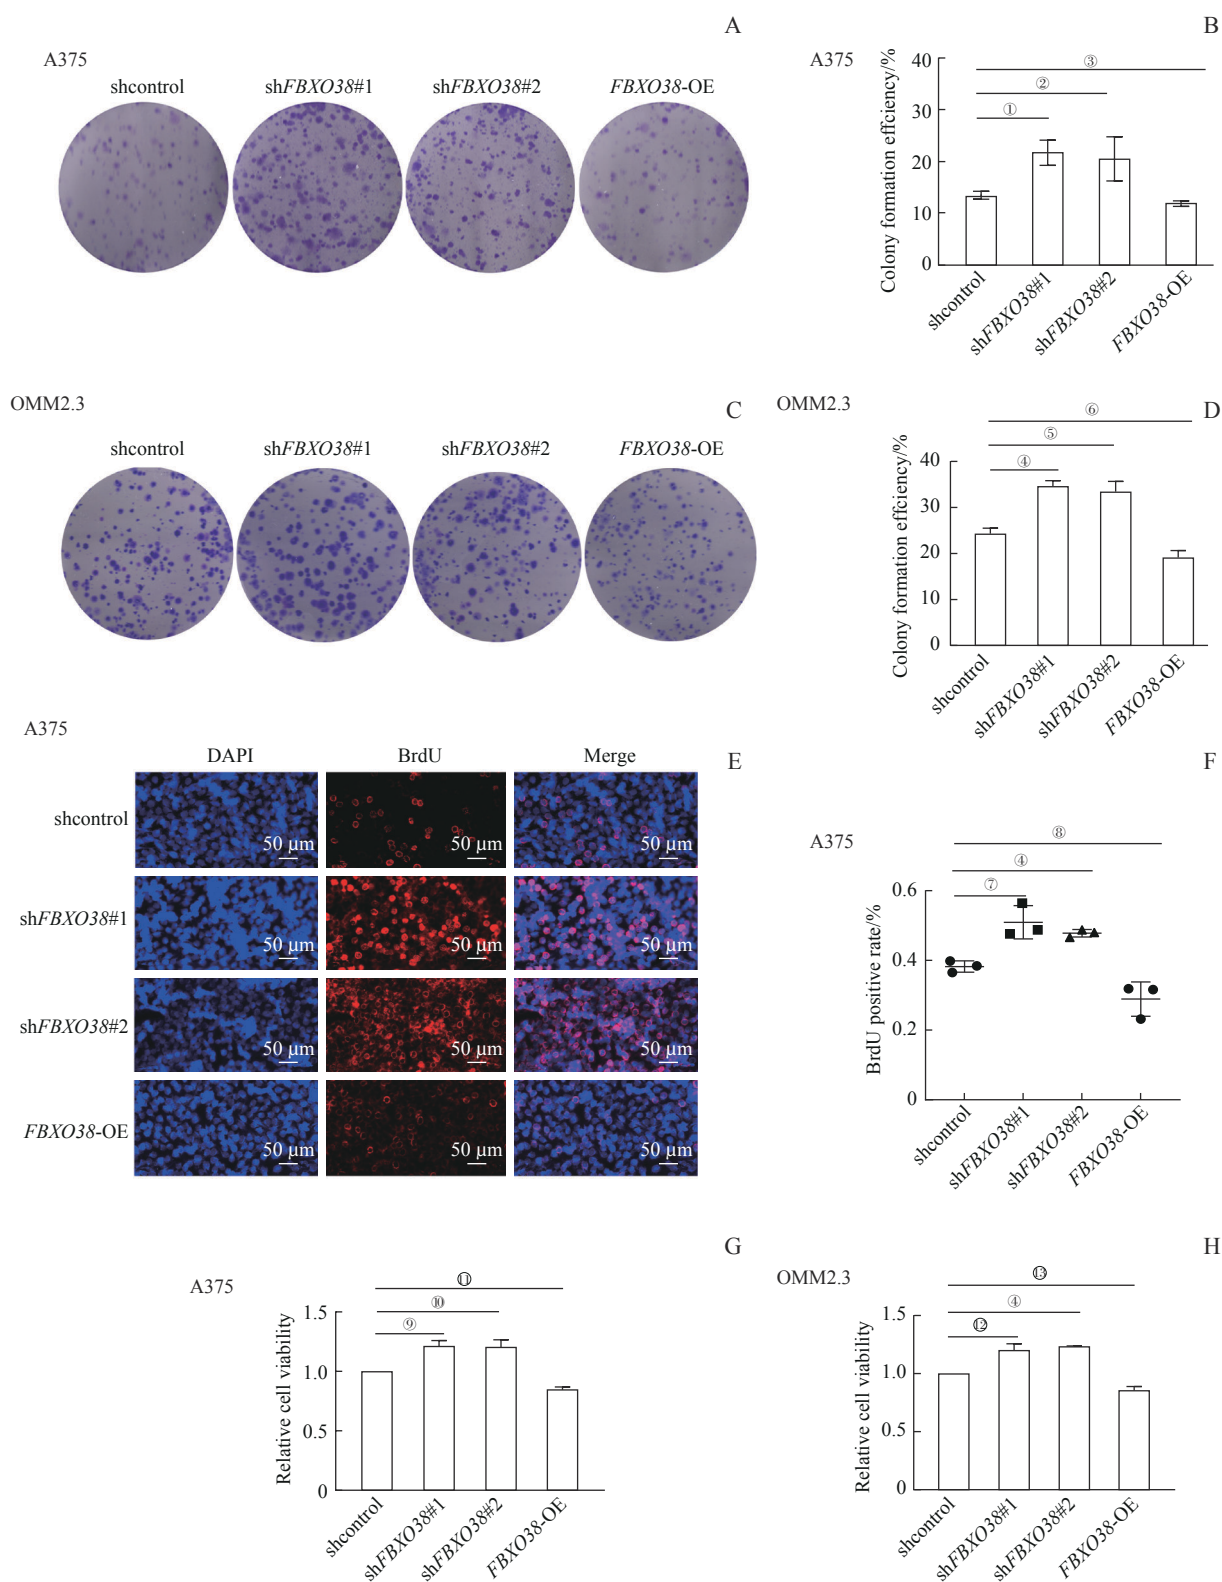 A
A375
shcontrol
shFBXO38#1
shFBXO38#2
FBXO38-OE
B
A375
Colony formation effciency/%
40
30
20
10
0
①
②
③
shcontrol
shFBXO38#1
shFBXO38#2
FBXO38-OE
C
OMM2.3
shcontrol
shFBXO38#1
shFBXO38#2
FBXO38-OE
D
OMM2.3
Colony formation effciency/%
40
30
20
10
0
④
⑤
⑥
shcontrol
shFBXO38#1
shFBXO38#2
FBXO38-OE
E
A375
DAPI
BrdU
Merge
shcontrol
50 μm
50 μm
50 μm
shFBXO38#1
50 μm
50 μm
50 μm
shFBXO38#2
50 μm
50 μm
50 μm
FBXO38-OE
50 μm
50 μm
50 μm
F
A375
BrdU positive rate/%
0.6
0.4
0.2
0
⑦
④
⑧
shcontrol
shFBXO38#1
shFBXO38#2
FBXO38-OE
G
A375
Relative cell viability
1.5
1.0
0.5
0
⑨
⑩
⑪
shcontrol
shFBXO38#1
shFBXO38#2
FBXO38-OE
H
OMM2.3
Relative cell viability
1.5
1.0
0.5
0
⑫
④
⑬
shcontrol
shFBXO38#1
shFBXO38#2
FBXO38-OE